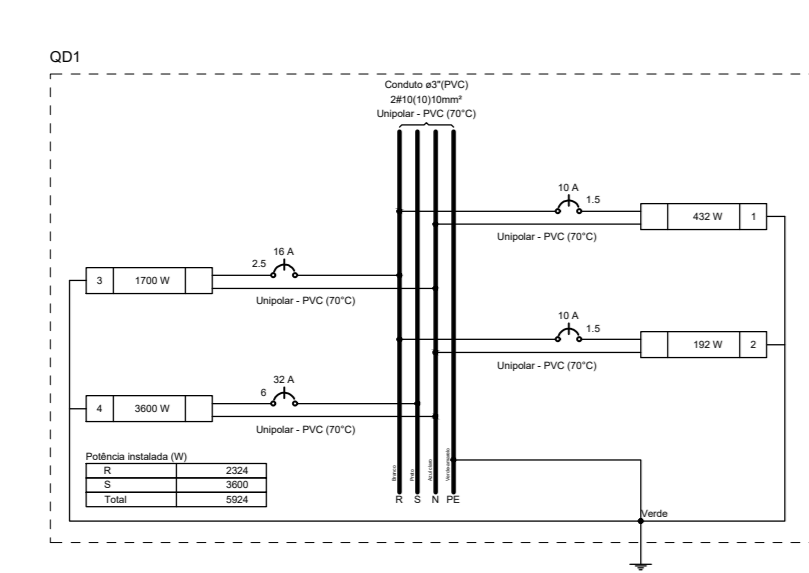 QD1
Conduto ø3"(PVC)
2#10(10)10mm²
Unipolar - PVC (70°C)
10 A
1.5
432 W 1
Unipolar - PVC (70°C)
16 A
2.5
3 1700 W
Unipolar - PVC (70°C)
10 A
1.5
192 W 2
Unipolar - PVC (70°C)
32 A
6
4 3600 W
Unipolar - PVC (70°C)
Potência instalada (W)
R 2324
S 3600
Total 5924
Branco
Preto
Azul claro
R S N PE
Verde